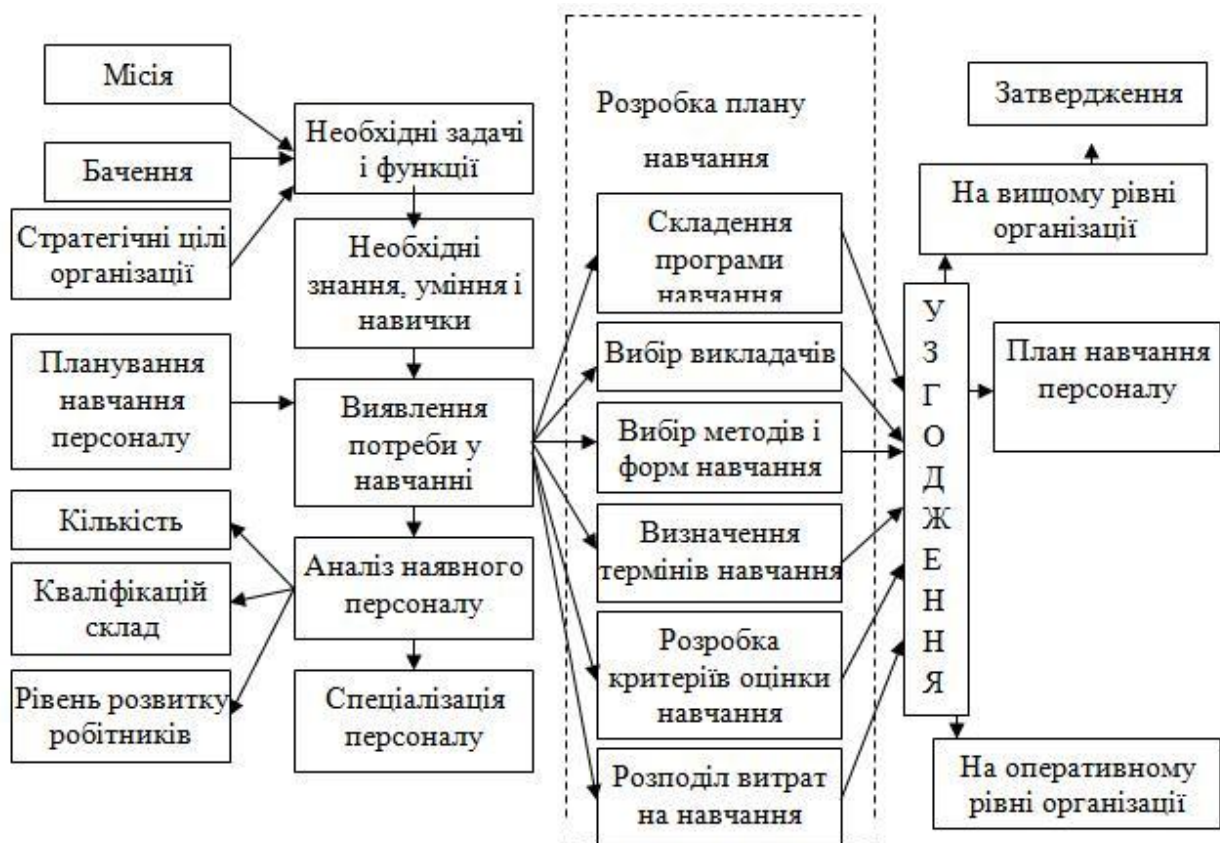 Місія
Бачення
Стратегічні цілі
організації
Планування
навчання
персоналу
Кількість
Кваліфікацій
склад
Рівень розвитку
робітників
Необхідні задачі
і функції
Необхідні
знання, уміння і
навички
Виявлення
потреби у
навчанні
Аналіз наявного
персоналу
Спеціалізація
персоналу
Розробка плану
навчання
Складення
програми
навчання
Вибір викладачів
Вибір методів і
форм навчання
Визначення
термінів навчання
Розробка
критеріїв оцінки
навчання
Розподіл витрат
на навчання
УЗГОДЖЕННЯ
Затвердження
На вищому рівні
організації
План навчання
персоналу
На оперативному
рівні організації